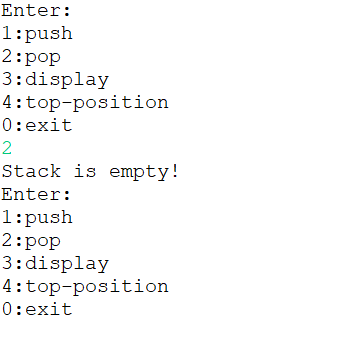 Enter:
1:push
2:pop
3:display
4:top-position
0:exit
2
Stack is empty!
Enter:
1:push
2:pop
3:display
4:top-position
0:exit